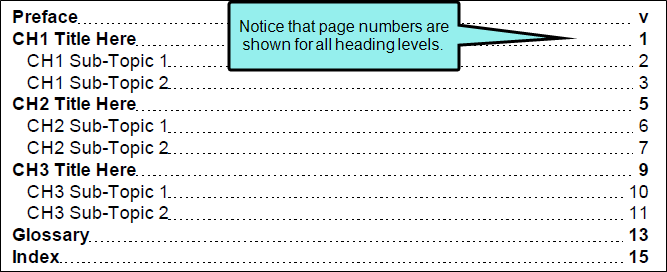 Preface v
Notice that page numbers are
shown for all heading levels.
CH1 Title Here 1
CH1 Sub-Topic 1 2
CH1 Sub-Topic 2 3
CH2 Title Here 5
CH2 Sub-Topic 1 6
CH2 Sub-Topic 2 7
CH3 Title Here 9
CH3 Sub-Topic 1 10
CH3 Sub-Topic 2 11
Glossary 13
Index 15